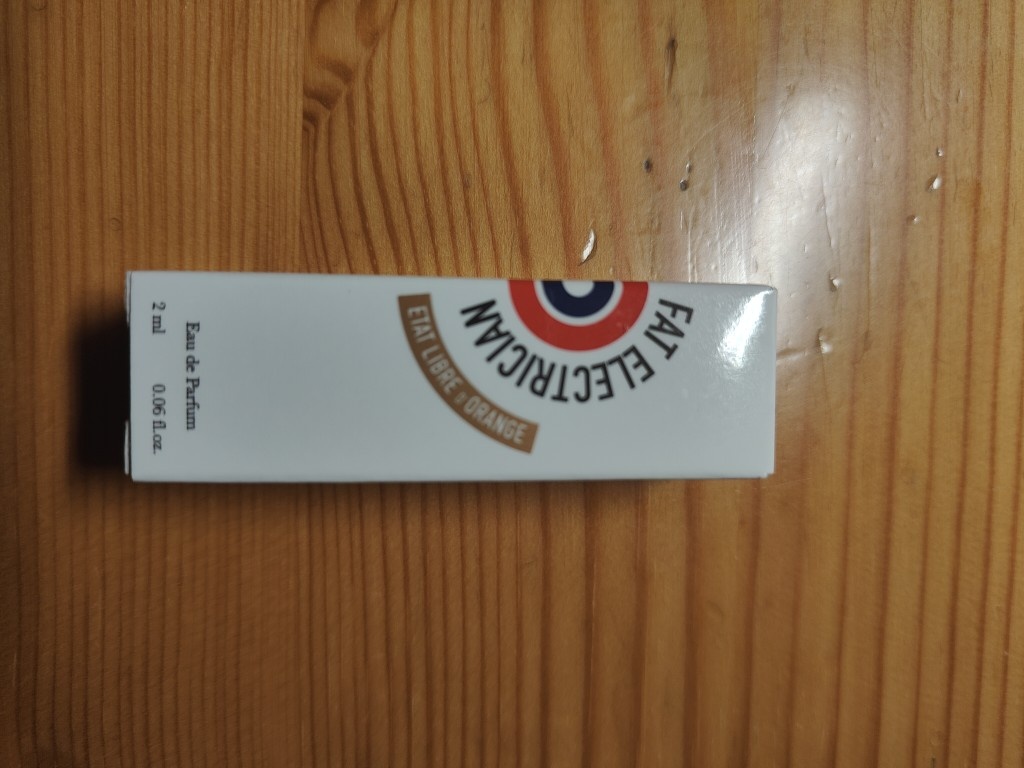 FAT ELECTRICIAN
ETAT LIBRE D'ORANGE
Eau de Parfum
2 ml 0.06 fl.oz.